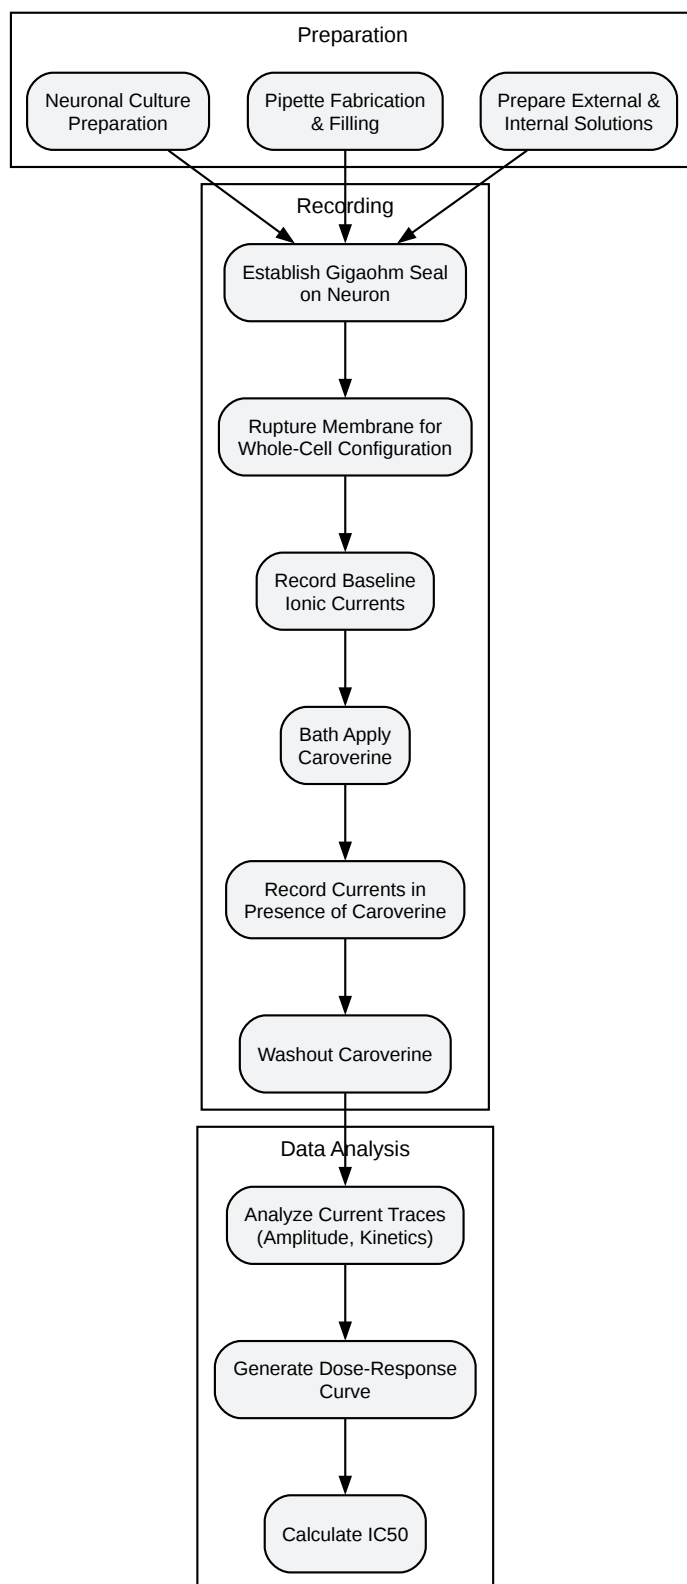 Preparation
Neuronal Culture
Preparation
Pipette Fabrication
& Filling
Prepare External &
Internal Solutions
Recording
Establish Gigaohm Seal
on Neuron
Rupture Membrane for
Whole-Cell Configuration
Record Baseline
Ionic Currents
Bath Apply
Caroverine
Record Currents in
Presence of Caroverine
Washout Caroverine
Data Analysis
Analyze Current Traces
(Amplitude, Kinetics)
Generate Dose-Response
Curve
Calculate IC50